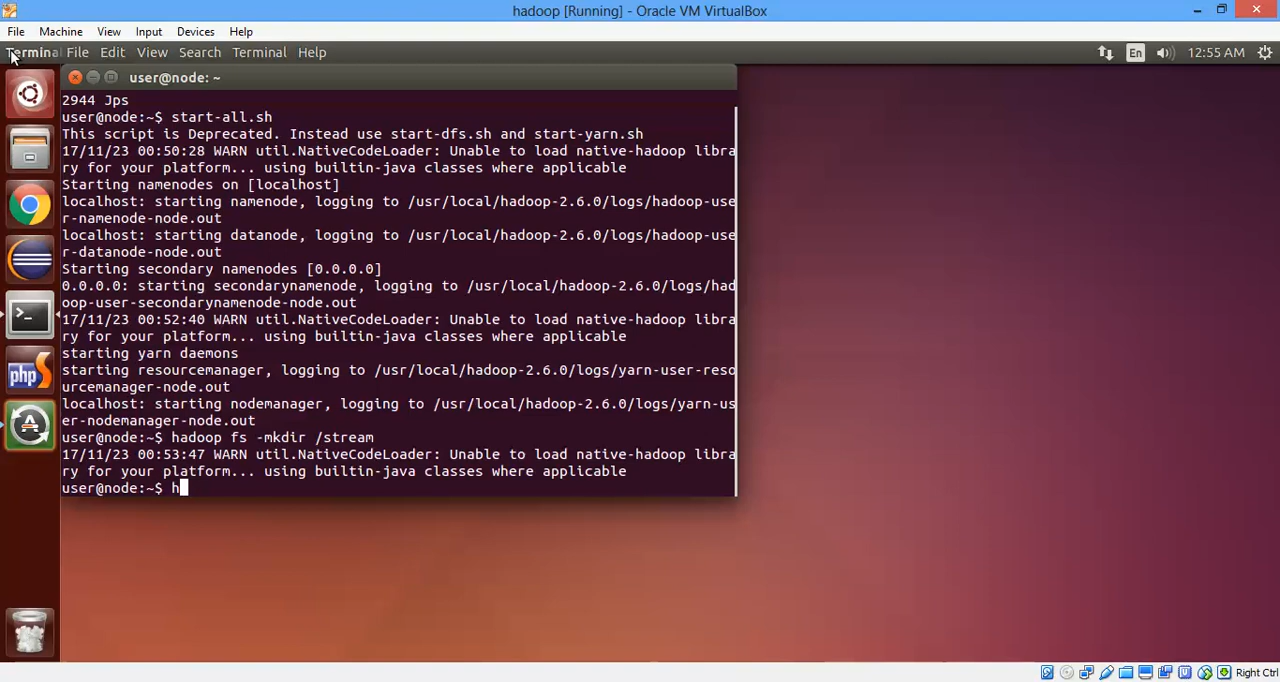 hadoop [Running] - Oracle VM VirtualBox
File Machine View Input Devices Help
Terminal File Edit View Search Terminal Help En 12:55 AM
user@node: ~
2944 Jps
user@node:~$ start-all.sh
This script is Deprecated. Instead use start-dfs.sh and start-yarn.sh
17/11/23 00:50:28 WARN util.NativeCodeLoader: Unable to load native-hadoop libra
ry for your platform... using builtin-java classes where applicable
Starting namenodes on [localhost]
localhost: starting namenode, logging to /usr/local/hadoop-2.6.0/logs/hadoop-use
r-namenode-node.out
localhost: starting datanode, logging to /usr/local/hadoop-2.6.0/logs/hadoop-use
r-datanode-node.out
Starting secondary namenodes [0.0.0.0]
0.0.0.0: starting secondarynamenode, logging to /usr/local/hadoop-2.6.0/logs/had
oop-user-secondarynamenode-node.out
17/11/23 00:52:40 WARN util.NativeCodeLoader: Unable to load native-hadoop libra
ry for your platform... using builtin-java classes where applicable
starting yarn daemons
starting resourcemanager, logging to /usr/local/hadoop-2.6.0/logs/yarn-user-reso
urcemanager-node.out
localhost: starting nodemanager, logging to /usr/local/hadoop-2.6.0/logs/yarn-us
er-nodemanager-node.out
user@node:~$ hadoop fs -mkdir /stream
17/11/23 00:53:47 WARN util.NativeCodeLoader: Unable to load native-hadoop libra
ry for your platform... using builtin-java classes where applicable
user@node:~$ h
php
A
Right Ctrl